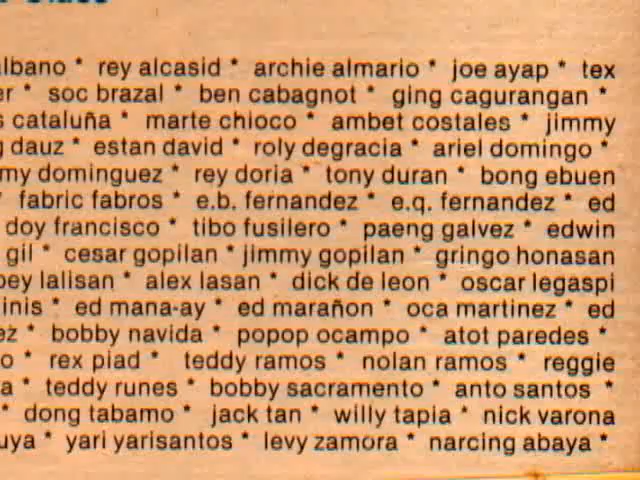 albano * rey alcasid * archie almario * joe ayap * tex
er * soc brazal * ben cabagnot * ging cagurangan *
s cataluña * marte chioco * ambet costales * jimmy
g dauz * estan david * roly degracia * ariel domingo *
my dominguez * rey doria * tony duran * bong ebuen
* fabric fabros * e.b. fernandez * e.q. fernandez * ed
doy francisco * tibo fusilero * paeng galvez * edwin
gil * cesar gopilan * jimmy gopilan * gringo honasan
bey lalisan * alex lasan * dick de leon * oscar legaspi
inis * ed mana-ay * ed marañon * oca martinez * ed
ez * bobby navida * popop ocampo * atot paredes *
o * rex piad * teddy ramos * nolan ramos * reggie
a * teddy runes * bobby sacramento * anto santos *
* dong tabamo * jack tan * willy tapia * nick varona
uya * yari yarisantos * levy zamora * narcing abaya *